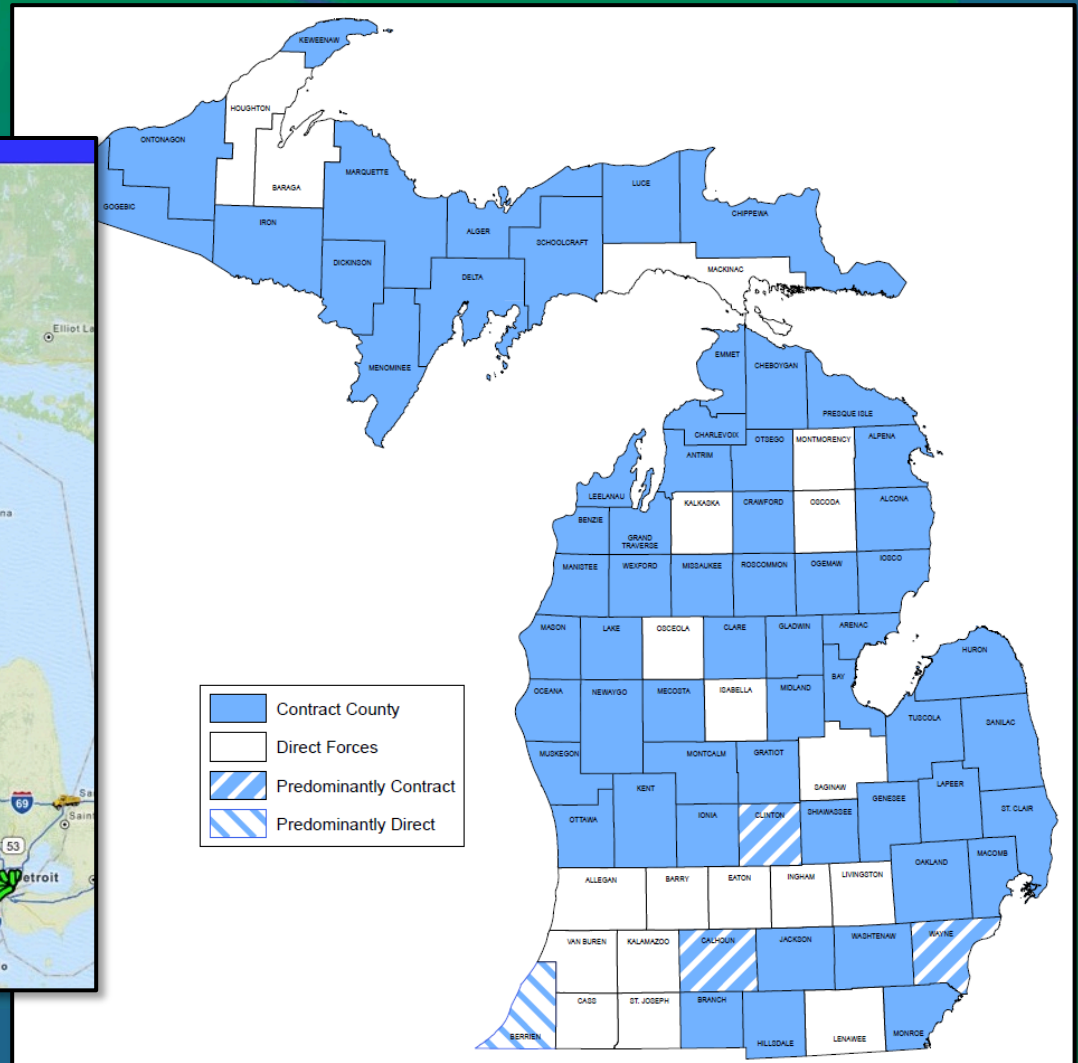 KEWEENAW
HOUGHTON
ONTONAGON
BARAGA
MARQUETTE
GOGEBIC
IRON
LUCE
CHIPPEWA
ALGER
SCHOOLCRAFT
DICKINSON
DELTA
MACKINAC
MENOMINEE
Elliot La
EMMET
CHEBOYGAN
PRESQUE ISLE
CHARLEVOIX
OTSEGO
MONTMORENCY
ALPENA
ANTRIM
LEELANAU
KALKASKA
CRAWFORD
OSCODA
ALCONA
na
BENZIE
GRAND
TRAVERSE
MANISTEE
WEXFORD
MISSAUKEE
ROSCOMMON
OGEMAW
IOSCO
MASON
LAKE
OSCEOLA
CLARE
GLADWIN
ARENAC
HURON
OCEANA
NEWAYGO
MECOSTA
ISABELLA
MIDLAND
BAY
TUSCOLA
SANILAC
Contract County
Direct Forces
Predominantly Contract
Predominantly Direct
MUSKEGON
MONTCALM
GRATIOT
SAGINAW
KENT
GENESEE
LAPEER
69
Sa
Saint
OTTAWA
IONIA
CLINTON
SHIAWASSEE
ST. CLAIR
53
OAKLAND
MACOMB
etroit
ALLEGAN
BARRY
EATON
INGHAM
LIVINGSTON
VAN BUREN
KALAMAZOO
CALHOUN
JACKSON
WASHTENAW
WAYNE
o
CASS
ST. JOSEPH
BRANCH
BERRIEN
HILLSDALE
LENAWEE
MONROE